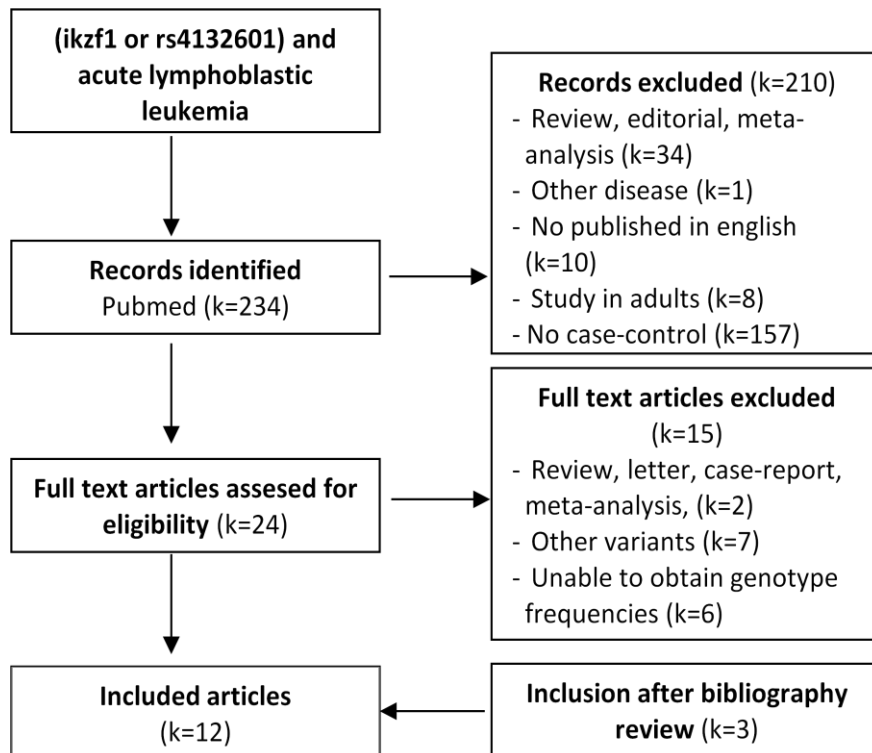 (ikzf1 or rs4132601) and
acute lymphoblastic
leukemia
Records excluded (k=210)
- Review, editorial, meta-
analysis (k=34)
- Other disease (k=1)
- No published in english
(k=10)
- Study in adults (k=8)
- No case-control (k=157)
Records identified
Pubmed (k=234)
Full text articles excluded
(k=15)
- Review, letter, case-report,
meta-analysis, (k=2)
- Other variants (k=7)
- Unable to obtain genotype
frequencies (k=6)
Full text articles assesed for
eligibility (k=24)
Included articles
(k=12)
Inclusion after bibliography
review (k=3)